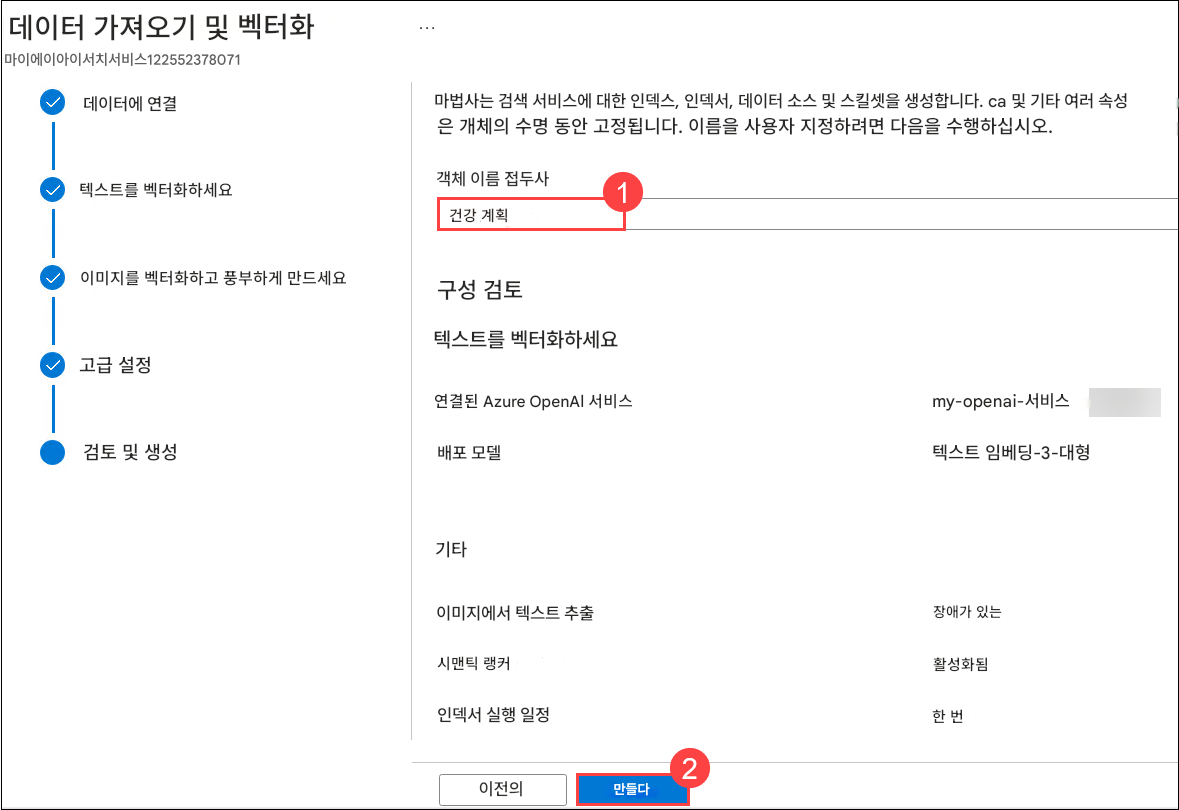 데이터 가져오기 및 벡터화
...
마이에이아이서치서비스122552378071
데이터에 연결
텍스트를 벡터화하세요
이미지를 벡터화하고 풍부하게 만드세요
고급 설정
검토 및 생성
마법사는 검색 서비스에 대한 인덱스, 인덱서, 데이터 소스 및 스킬셋을 생성합니다. ca 및 기타 여러 속성
은 개체의 수명 동안 고정됩니다. 이름을 사용자 지정하려면 다음을 수행하십시오.
객체 이름 접두사
1
건강 계획
구성 검토
텍스트를 벡터화하세요
연결된 Azure OpenAI 서비스 my-openai-서비스
배포 모델 텍스트 임베딩-3-대형
기타
이미지에서 텍스트 추출 장애가 있는
시맨틱 랭커 활성화됨
인덱서 실행 일정 한 번
2
이전의 만들다